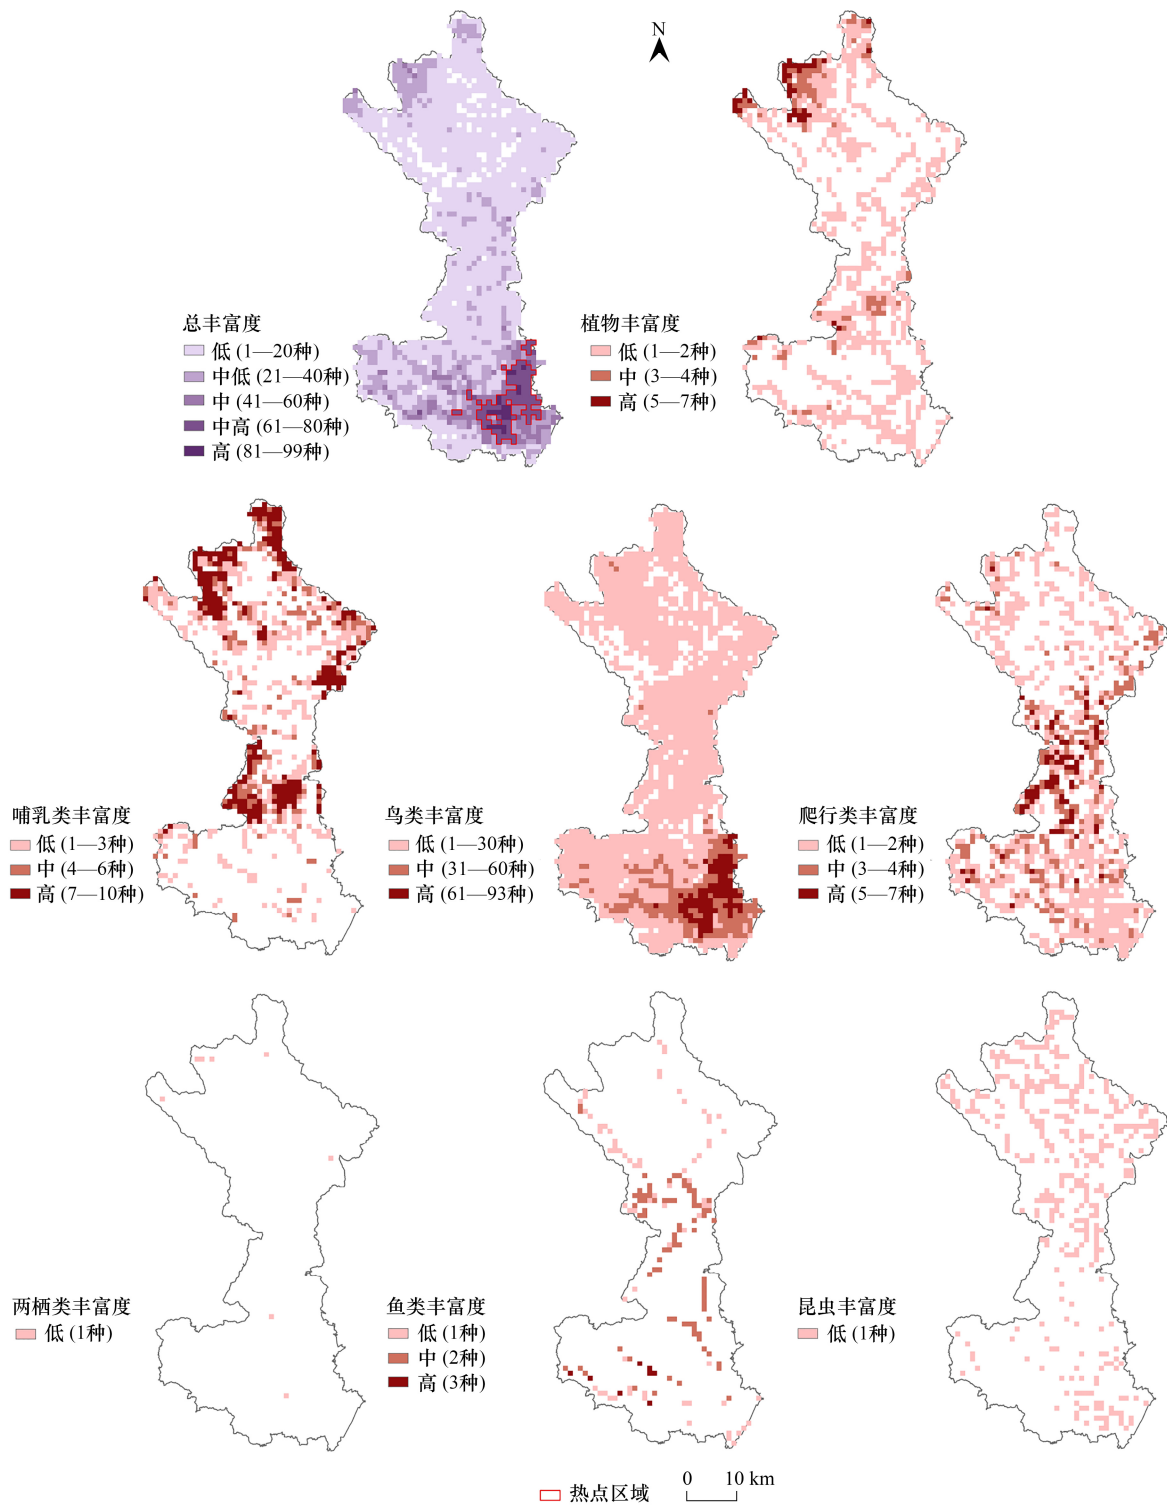 N
总丰富度
低 (1—20种)
中低 (21—40种)
中 (41—60种)
中高 (61—80种)
高 (81—99种)
植物丰富度
低 (1—2种)
中 (3—4种)
高 (5—7种)
哺乳类丰富度
低 (1—3种)
中 (4—6种)
高 (7—10种)
鸟类丰富度
低 (1—30种)
中 (31—60种)
高 (61—93种)
爬行类丰富度
低 (1—2种)
中 (3—4种)
高 (5—7种)
两栖类丰富度
低 (1种)
鱼类丰富度
低 (1种)
中 (2种)
高 (3种)
昆虫丰富度
低 (1种)
热点区域
0 10 km